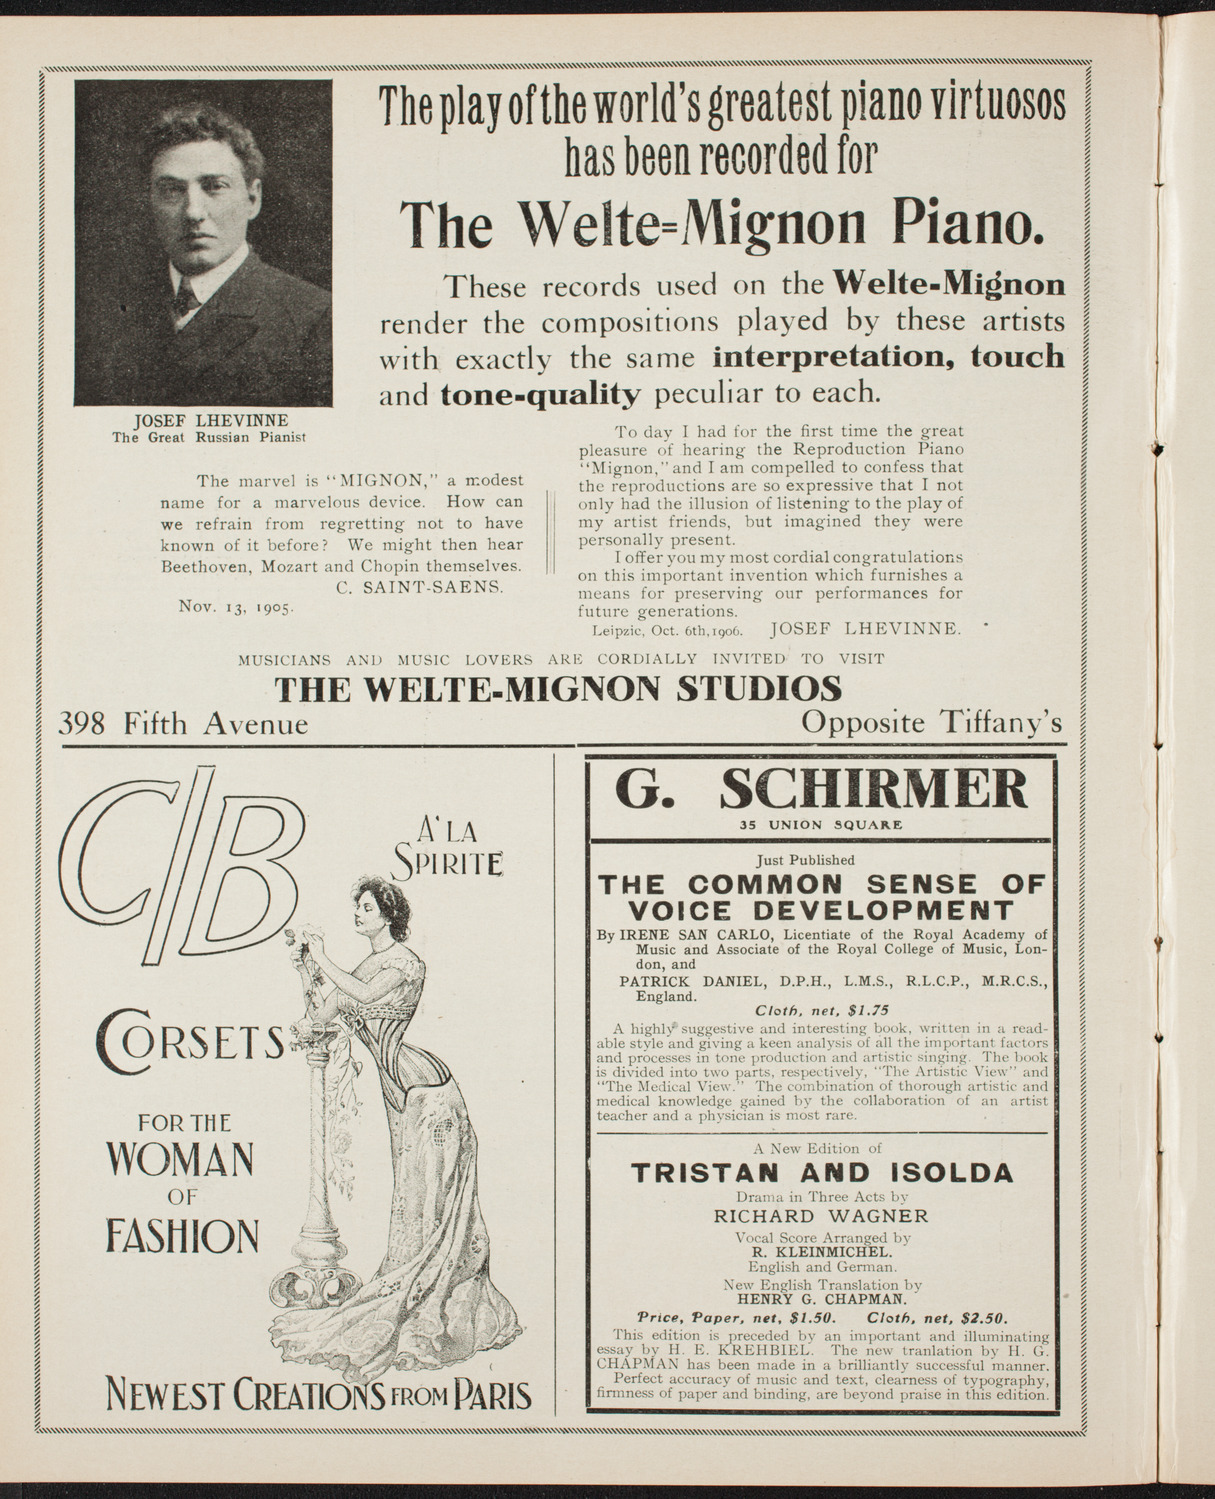 The play of the world's greatest piano virtuosos
has been recorded for
The Welte=Mignon Piano.
These records used on the Welte-Mignon
render the compositions played by these artists
with exactly the same interpretation, touch
and tone-quality peculiar to each.
JOSEF LHEVINNE
The Great Russian Pianist
The marvel is "MIGNON," a modest
name for a marvelous device. How can
we refrain from regretting not to have
known of it before? We might then hear
Beethoven, Mozart and Chopin themselves.
C. SAINT-SAENS.
Nov. 13, 1905.
To day I had for the first time the great
pleasure of hearing the Reproduction Piano
"Mignon," and I am compelled to confess that
the reproductions are so expressive that I not
only had the illusion of listening to the play of
my artist friends, but imagined they were
personally present.
I offer you my most cordial congratulations
on this important invention which furnishes a
means for preserving our performances for
future generations.
Leipzic, Oct. 6th, 1906. JOSEF LHEVINNE.
MUSICIANS AND MUSIC LOVERS ARE CORDIALLY INVITED TO VISIT
THE WELTE-MIGNON STUDIOS
398 Fifth Avenue Opposite Tiffany's
C/B
A' LA
SPIRITE
CORSETS
FOR THE
WOMAN
OF
FASHION
NEWEST CREATIONS FROM PARIS
G. SCHIRMER
35 UNION SQUARE
Just Published
THE COMMON SENSE OF
VOICE DEVELOPMENT
By IRENE SAN CARLO, Licentiate of the Royal Academy of
Music and Associate of the Royal College of Music, Lon-
don, and
PATRICK DANIEL, D.P.H., L.M.S., R.L.C.P., M.R.C.S.,
England.
Cloth, net, $1.75
A highly suggestive and interesting book, written in a read-
able style and giving a keen analysis of all the important factors
and processes in tone production and artistic singing. The book
is divided into two parts, respectively, "The Artistic View" and
"The Medical View." The combination of thorough artistic and
medical knowledge gained by the collaboration of an artist
teacher and a physician is most rare.
A New Edition of
TRISTAN AND ISOLDA
Drama in Three Acts by
RICHARD WAGNER
Vocal Score Arranged by
R. KLEINMICHEL.
English and German.
New English Translation by
HENRY G. CHAPMAN.
Price, Paper, net, $1.50. Cloth, net, $2.50.
This edition is preceded by an important and illuminating
essay by H. E. KREHBIEL. The new tranlation by H. G.
CHAPMAN has been made in a brilliantly successful manner.
Perfect accuracy of music and text, clearness of typography,
firmness of paper and binding, are beyond praise in this edition.